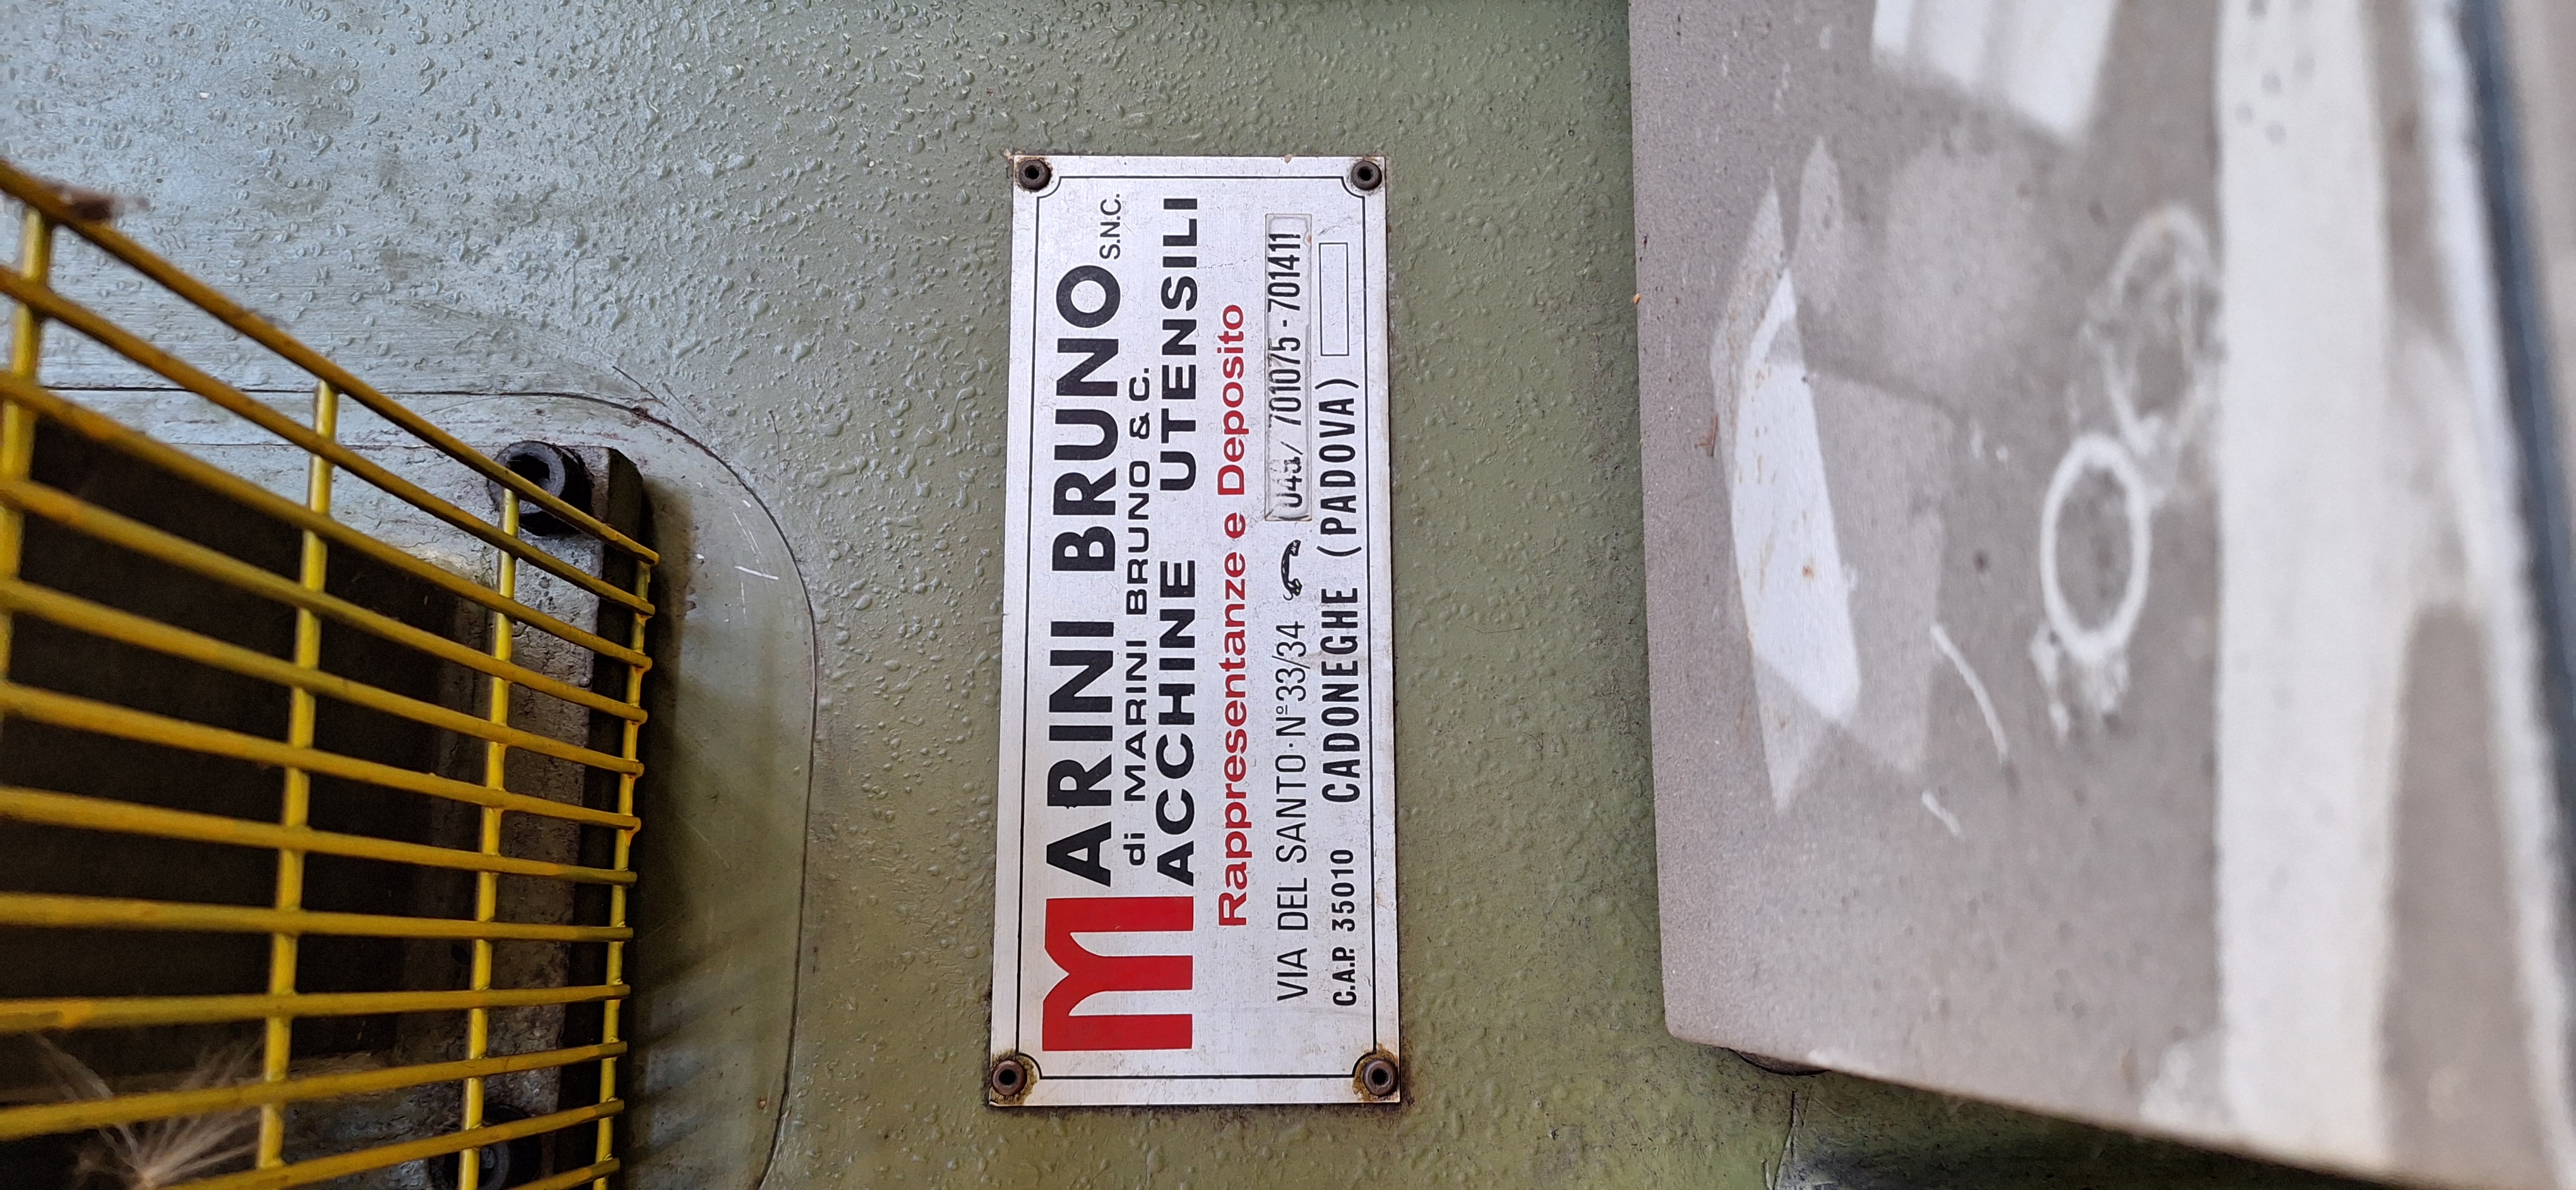 MARINI BRUNO S.N.C.
di MARINI BRUNO & C.
MACCHINE UTENSILI
Rappresentanze e Deposito
VIA DEL SANTO·Nº33/34 049/ 701075-701411
C.A.P. 35010 CADONEGHE (PADOVA)